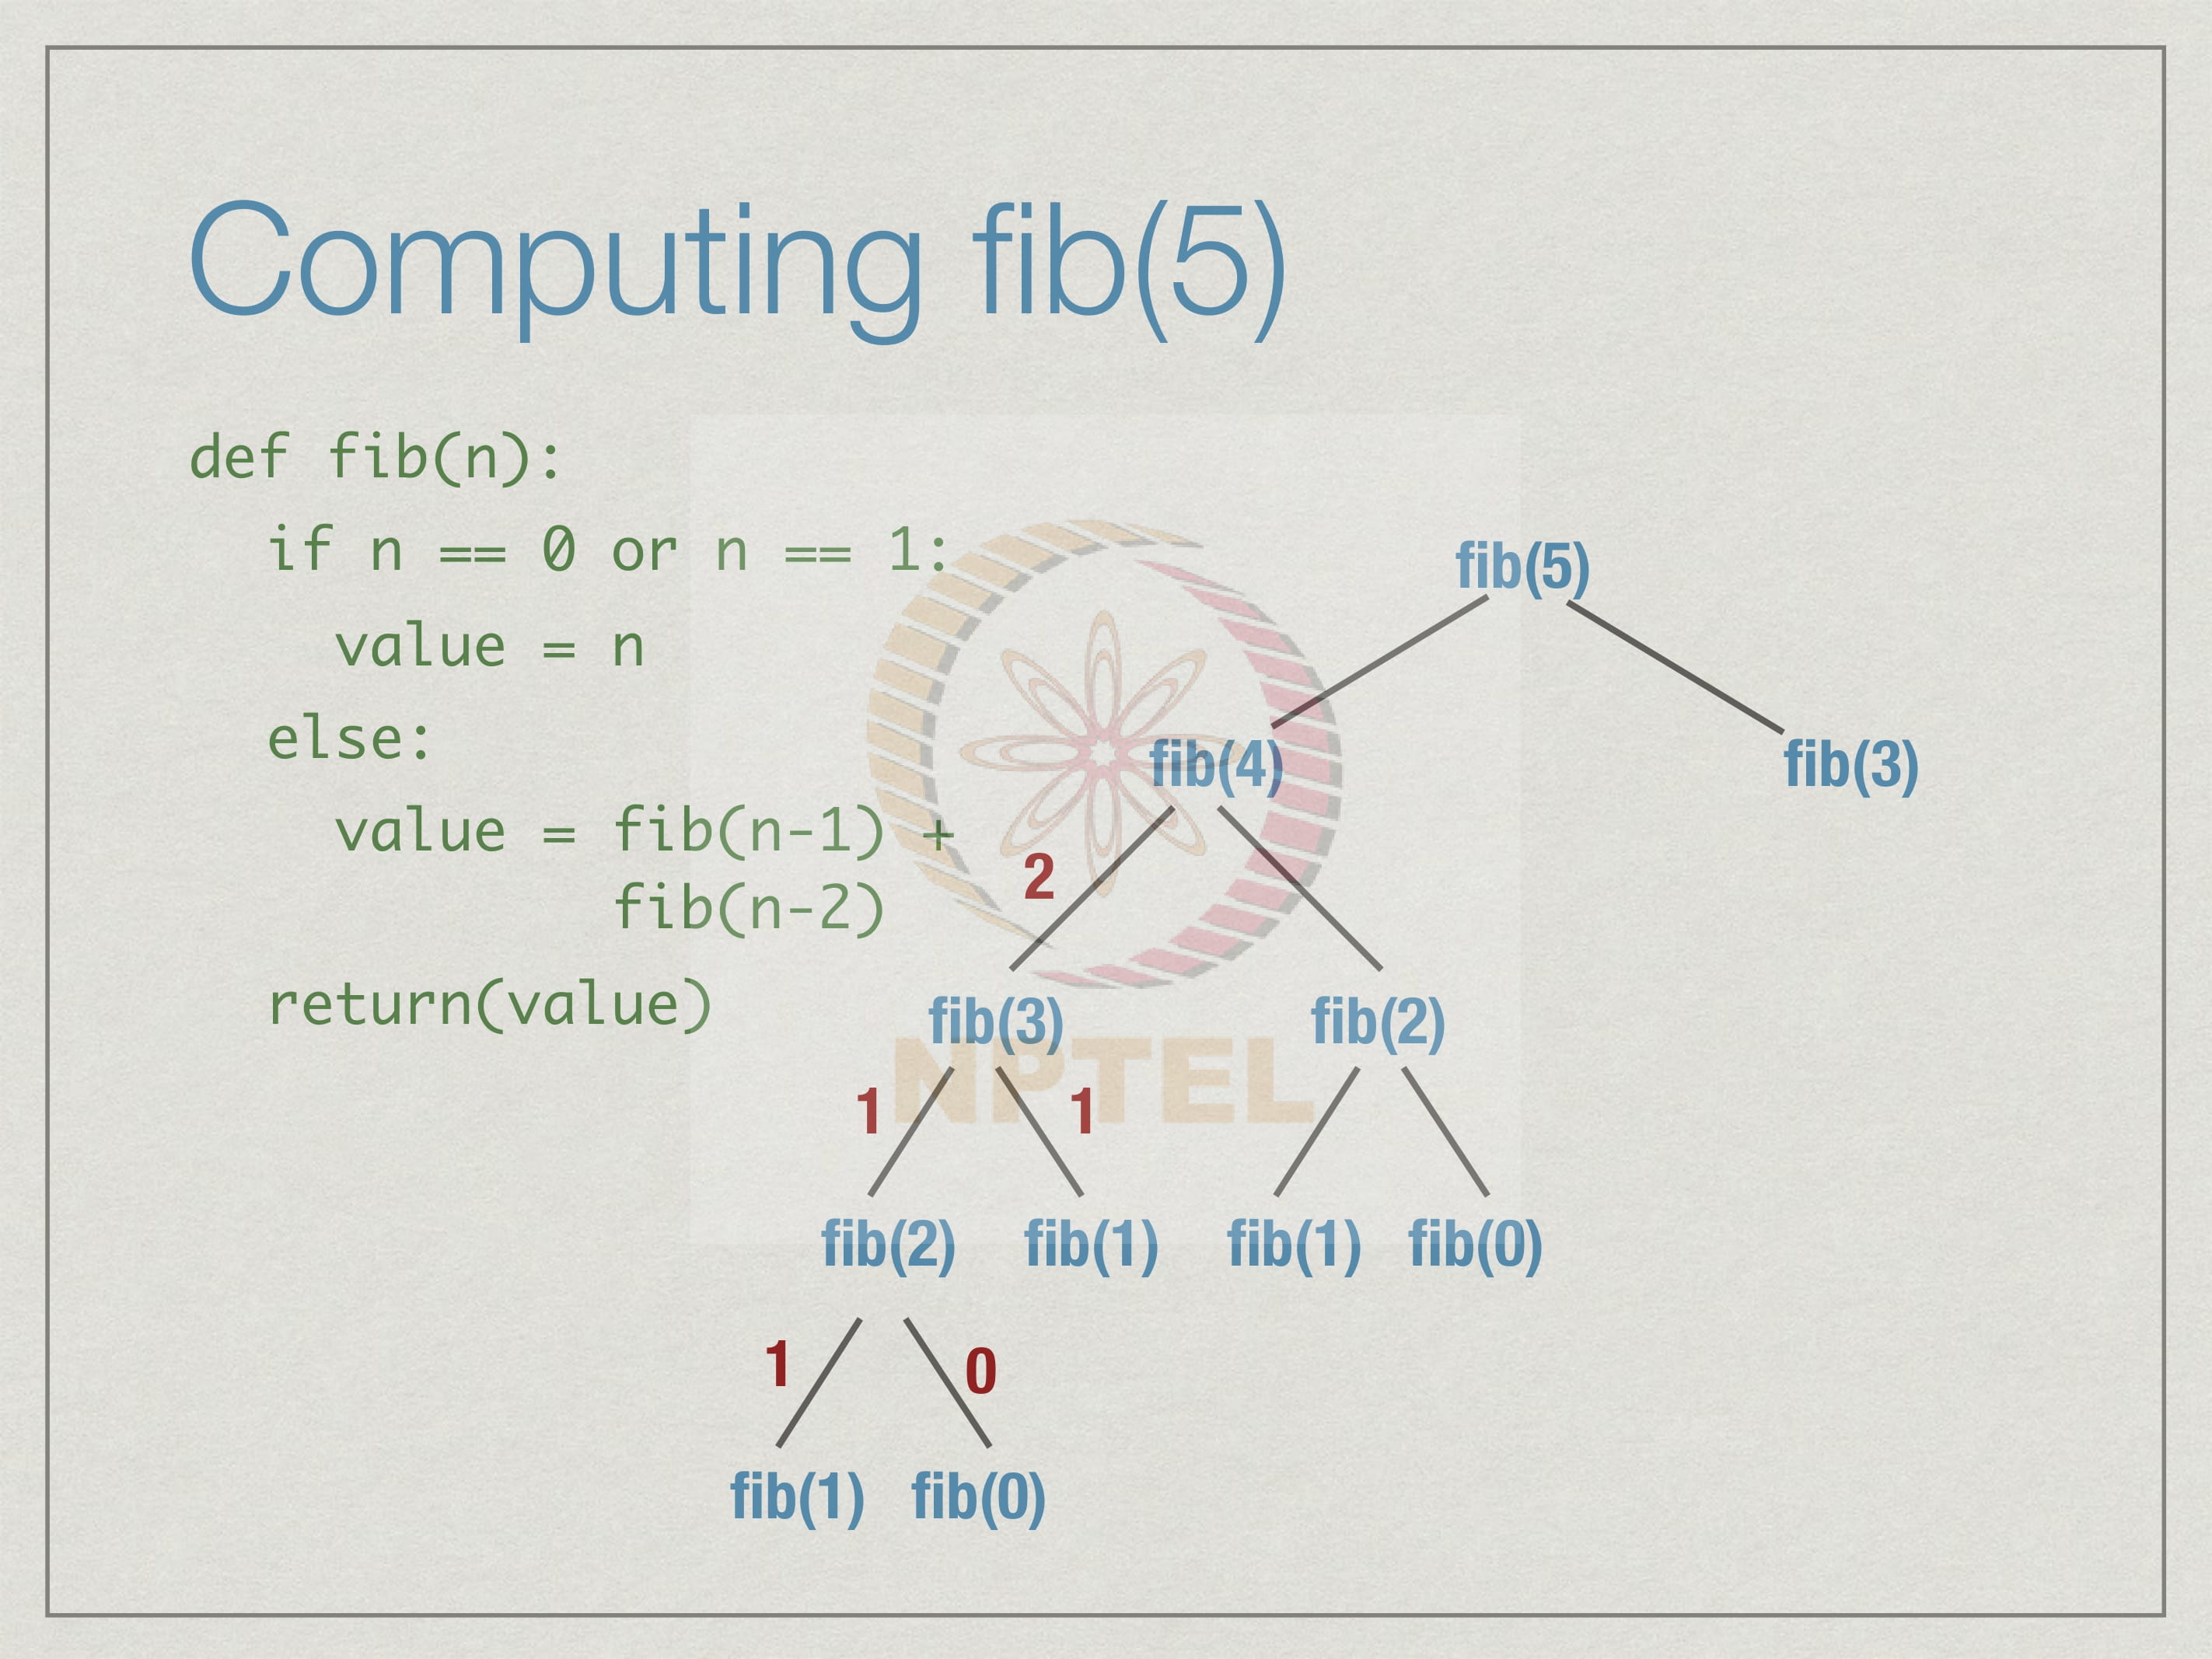 Computing fib(5)
def fib(n):
if n == 0 or n == 1:
value = n
else:
value = fib(n-1) +
fib(n-2)
return(value)
fib(5)
fib(4)
fib(3)
2
fib(3)
fib(2)
NPTEL
1
1
fib(2)
fib(1)
fib(1)
fib(0)
1
0
fib(1)
fib(0)